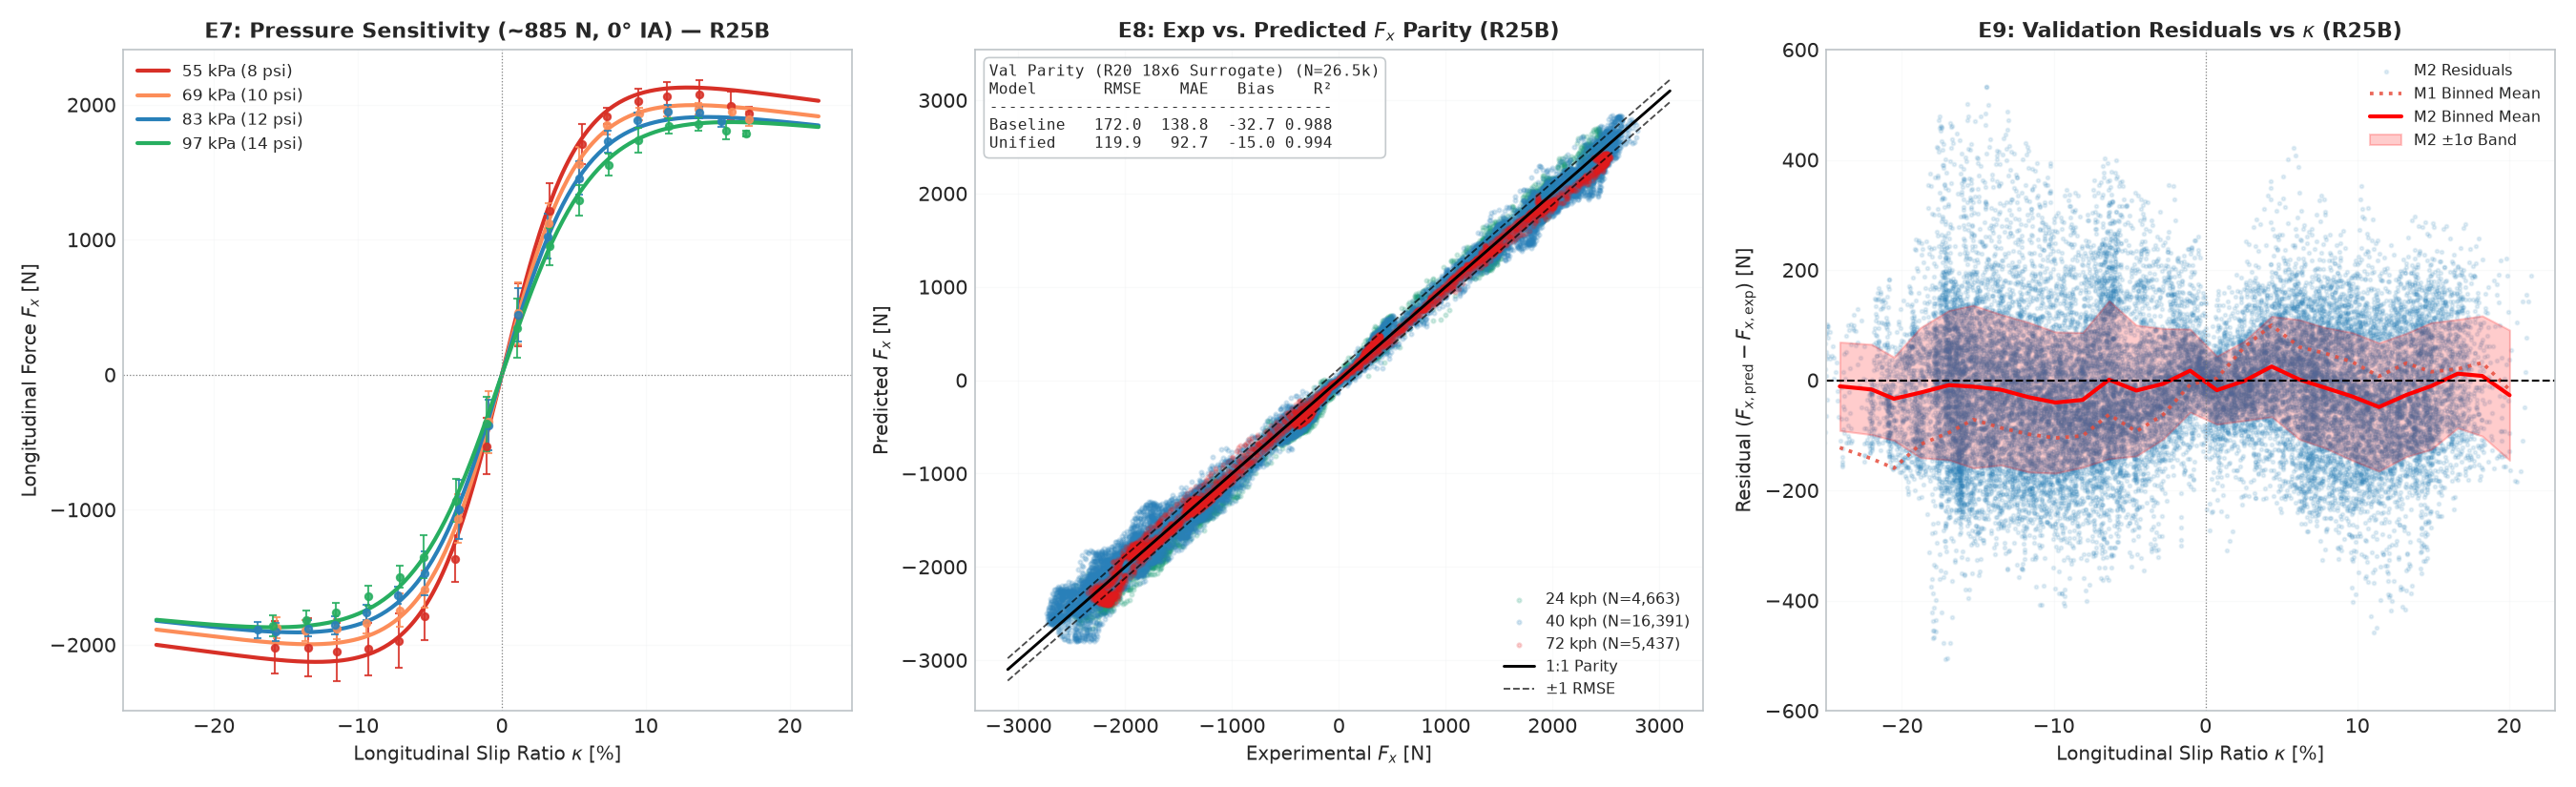 E7: Pressure Sensitivity (~885 N, 0° IA) — R25B
55 kPa (8 psi)
69 kPa (10 psi)
83 kPa (12 psi)
97 kPa (14 psi)
2000
1000
0
−1000
−2000
Longitudinal Force Fx [N]
−20
−10
0
10
20
Longitudinal Slip Ratio κ [%]
E8: Exp vs. Predicted Fx Parity (R25B)
Val Parity (R20 18x6 Surrogate) (N=26.5k)
Model RMSE MAE Bias R²
-----------------------------------
Baseline 172.0 138.8 -32.7 0.988
Unified 119.9 92.7 -15.0 0.994
3000
2000
1000
0
−1000
−2000
−3000
Predicted Fx [N]
24 kph (N=4,663)
40 kph (N=16,391)
72 kph (N=5,437)
1:1 Parity
±1 RMSE
−3000
−2000
−1000
0
1000
2000
3000
Experimental Fx [N]
E9: Validation Residuals vs κ (R25B)
M2 Residuals
M1 Binned Mean
M2 Binned Mean
M2 ±1σ Band
600
400
200
0
−200
−400
−600
Residual (Fx,pred − Fx,exp) [N]
−20
−10
0
10
20
Longitudinal Slip Ratio κ [%]